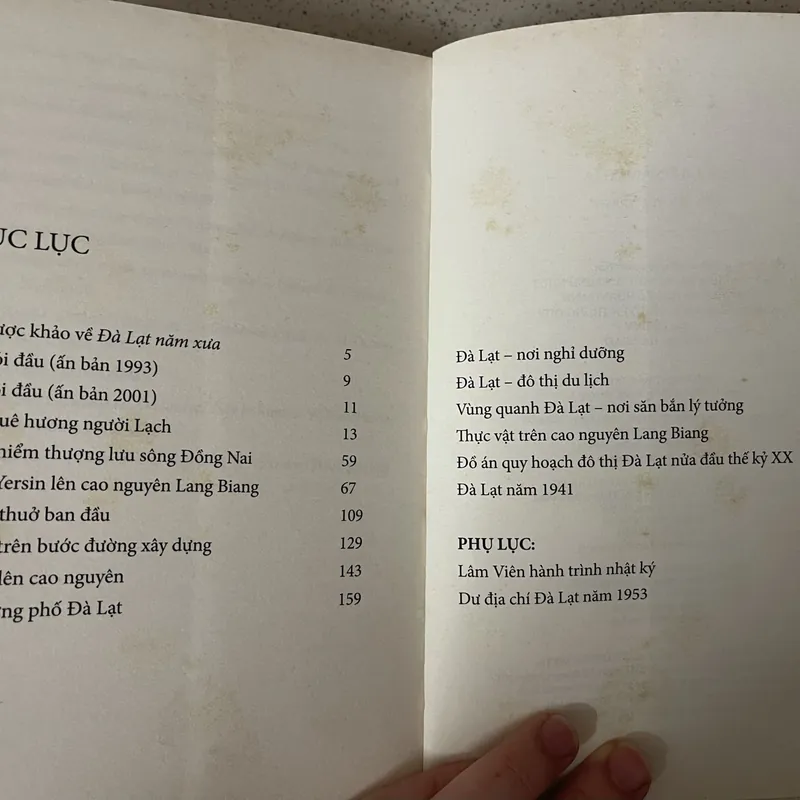 ỤC LỤC
ược khảo về Đà Lạt năm xưa 5
ói đầu (ấn bản 1993) 9
ói đầu (ấn bản 2001) 11
uê hương người Lạch 13
hiểm thượng lưu sông Đồng Nai 59
Yersin lên cao nguyên Lang Biang 67
thuở ban đầu 109
trên bước đường xây dựng 129
lên cao nguyên 143
ng phố Đà Lạt 159
Đà Lạt – nơi nghỉ dưỡng
Đà Lạt – đô thị du lịch
Vùng quanh Đà Lạt – nơi săn bắn lý tưởng
Thực vật trên cao nguyên Lang Biang
Đồ án quy hoạch đô thị Đà Lạt nửa đầu thế kỷ XX
Đà Lạt năm 1941
PHỤ LỤC:
Lâm Viên hành trình nhật ký
Dư địa chí Đà Lạt năm 1953